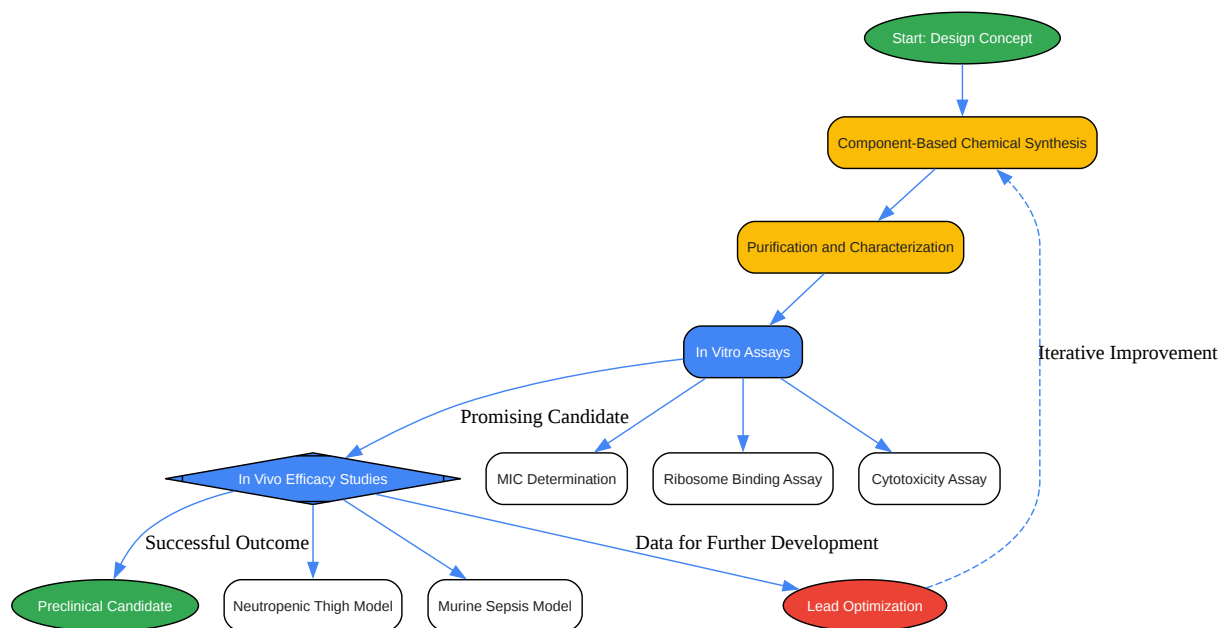 Start: Design Concept
Component-Based Chemical Synthesis
Purification and Characterization
In Vitro Assays
Iterative Improvement
Promising Candidate
In Vivo Efficacy Studies
MIC Determination
Ribosome Binding Assay
Cytotoxicity Assay
Successful Outcome
Data for Further Development
Preclinical Candidate
Neutropenic Thigh Model
Murine Sepsis Model
Lead Optimization